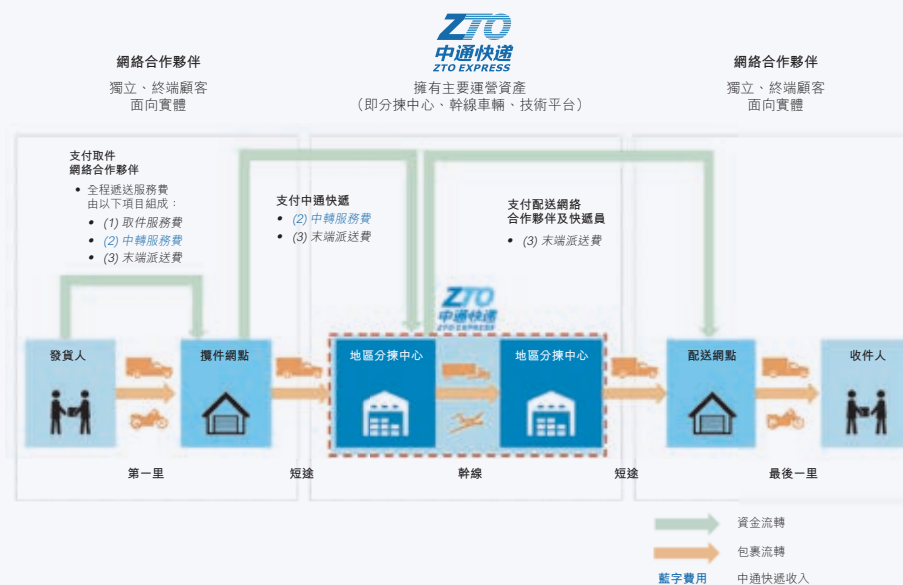 ZTO
中通快递
ZTO EXPRESS
網絡合作夥伴
獨立、終端顧客
面向實體
擁有主要運營資產
（即分揀中心、幹線車輛、技術平台）
網絡合作夥伴
獨立、終端顧客
面向實體
支付取件
網絡合作夥伴
• 全程遞送服務費
由以下項目組成：
• (1) 取件服務費
• (2) 中轉服務費
• (3) 末端派送費
支付中通快遞
• (2) 中轉服務費
• (3) 末端派送費
支付配送網絡
合作夥伴及快遞員
• (3) 末端派送費
ZTO
中通快递
ZTO EXPRESS
發貨人
攬件網點
地區分揀中心
地區分揀中心
配送網點
收件人
第一里
短途
幹線
短途
最後一里
資金流轉
包裹流轉
藍字費用
中通快遞收入